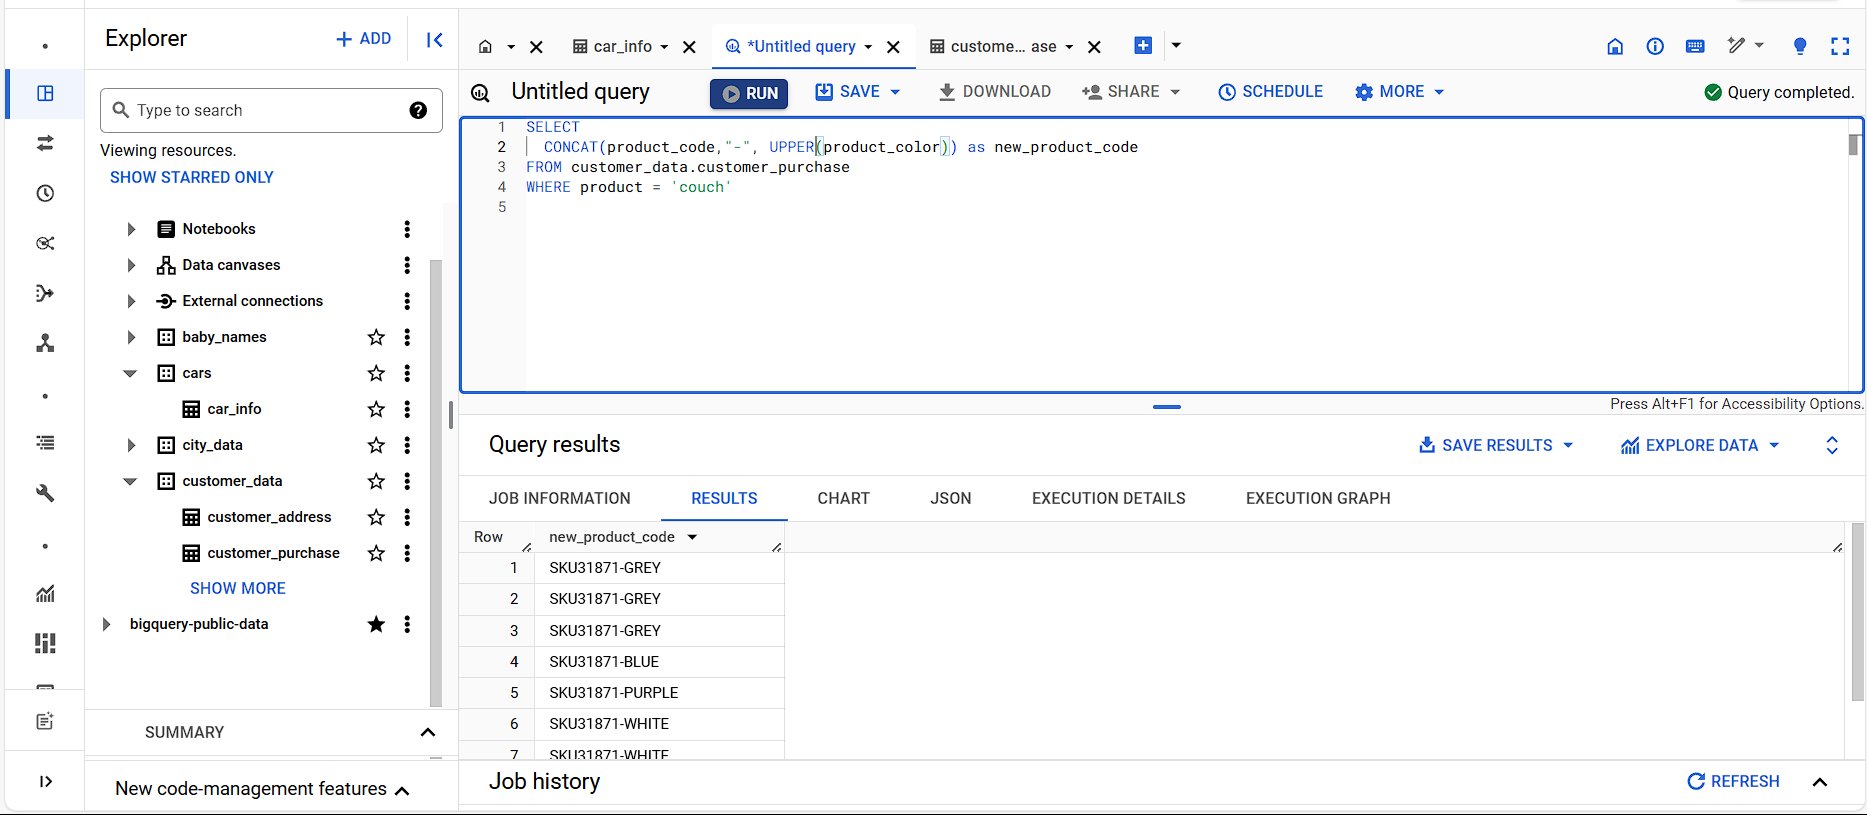 Explorer
ADD
Type to search
Viewing resources.
SHOW STARRED ONLY
Notebooks
Data canvases
External connections
baby_names
cars
car_info
city_data
customer_data
customer_address
customer_purchase
SHOW MORE
bigquery-public-data
SUMMARY
New code-management features
car_info
*Untitled query
custome... ase
Untitled query
RUN
SAVE
DOWNLOAD
SHARE
SCHEDULE
MORE
Query completed.
1 SELECT
2 CONCAT(product_code,"-", UPPER(product_color)) as new_product_code
3 FROM customer_data.customer_purchase
4 WHERE product = 'couch'
5
Press Alt+F1 for Accessibility Options.
Query results
SAVE RESULTS
EXPLORE DATA
JOB INFORMATION
RESULTS
CHART
JSON
EXECUTION DETAILS
EXECUTION GRAPH
Row new_product_code
1 SKU31871-GREY
2 SKU31871-GREY
3 SKU31871-GREY
4 SKU31871-BLUE
5 SKU31871-PURPLE
6 SKU31871-WHITE
7 SKU31871-WHITE
Job history
REFRESH